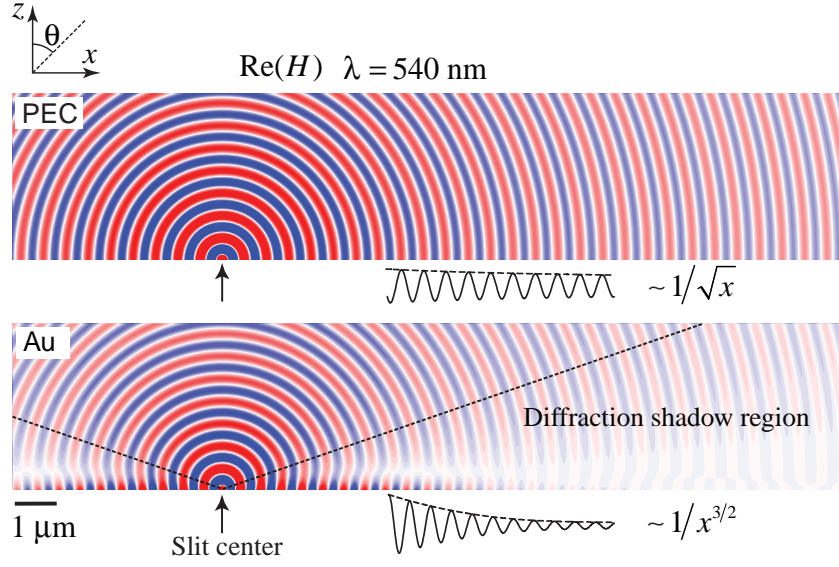 z
θ
x
Re(H) λ = 540 nm
PEC
~ 1/√x
Au
Diffraction shadow region
1 μm
Slit center
~ 1/x^{3/2}